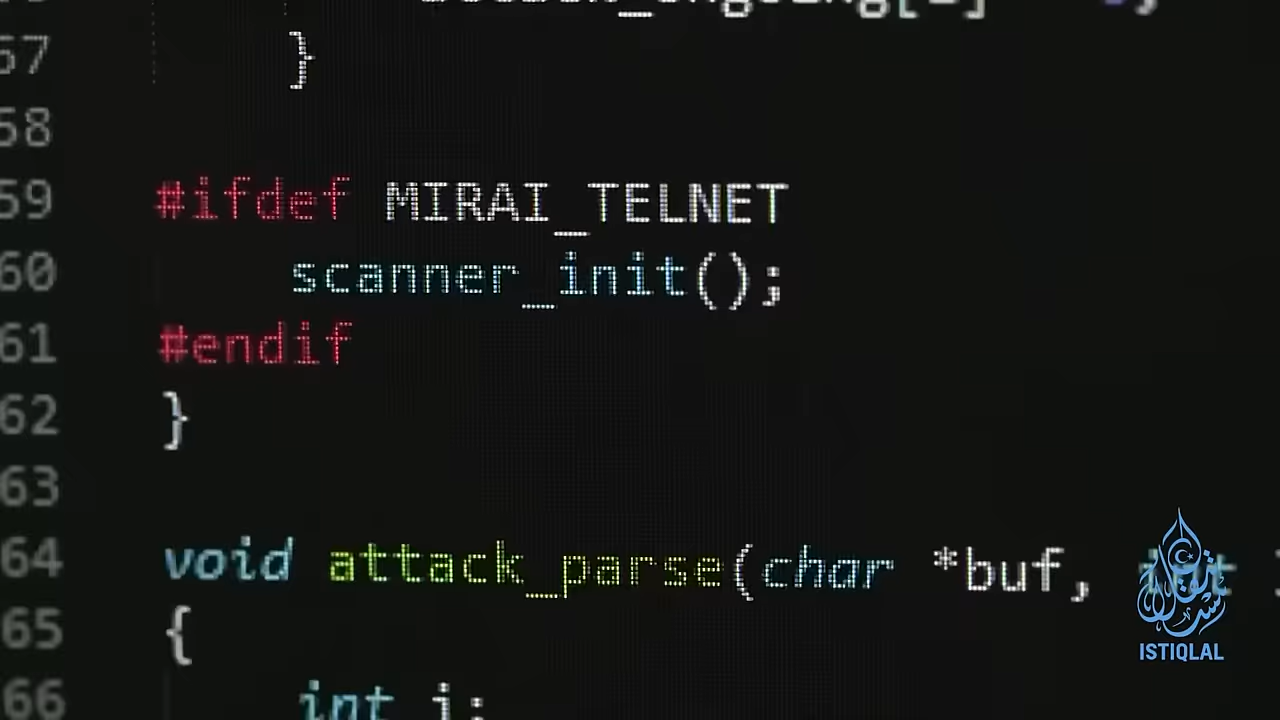 57
}
58
59 #ifdef MIRAI_TELNET
60 scanner_init();
61 #endif
62 }
63
64 void attack_parse(char *buf, int
65 {
66 int i;
ISTIQLAL